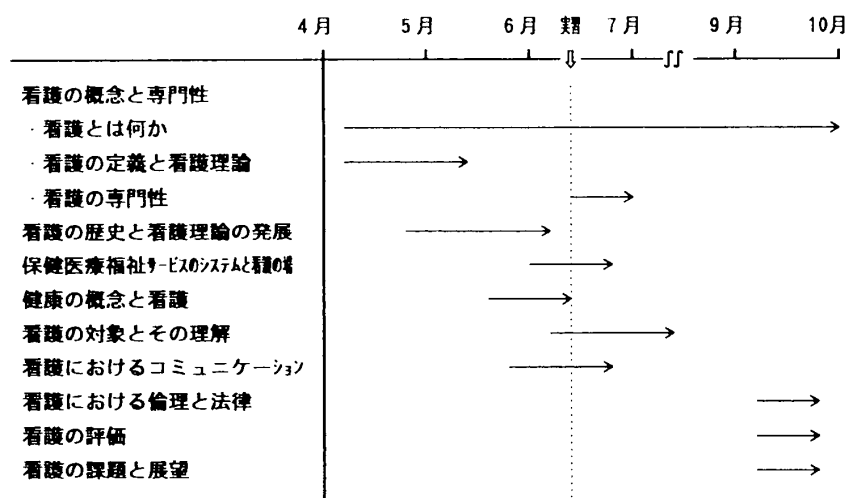 4月 5月 6月 実習 7月 9月 10月
看護の概念と専門性
・看護とは何か
・看護の定義と看護理論
・看護の専門性
看護の歴史と看護理論の発展
保健医療福祉サービスのシステムと看護の場
健康の概念と看護
看護の対象とその理解
看護におけるコミュニケーション
看護における倫理と法律
看護の評価
看護の課題と展望